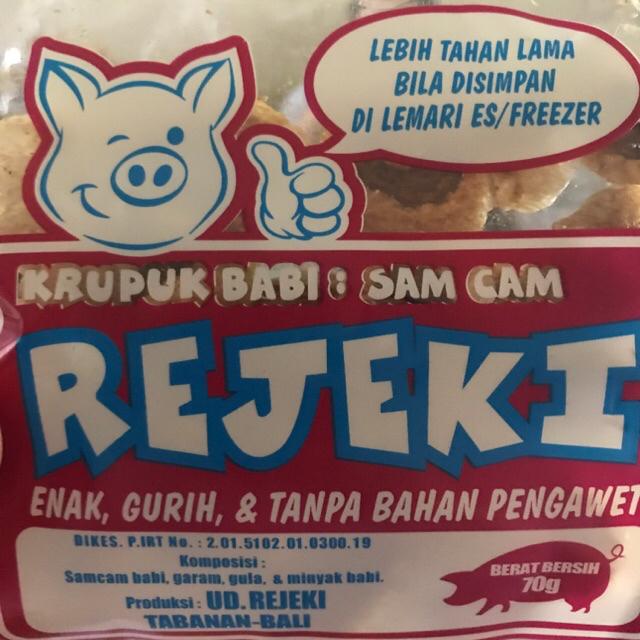 LEBIH TAHAN LAMA
BILA DISIMPAN
DI LEMARI ES/FREEZER
KRUPUK BABI : SAM CAM
REJEKI
ENAK, GURIH, & TANPA BAHAN PENGAWET
DIKES. P.IRT No. : 2.01.5102.01.0300.19
Komposisi :
Samcam babi, garam, gula, & minyak babi.
Produksi : UD. REJEKI
TABANAN-BALI
BERAT BERSIH
70g